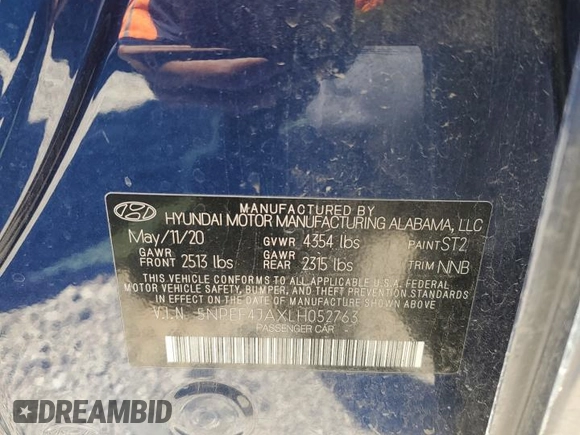 MANUFACTURED BY
HYUNDAI MOTOR MANUFACTURING ALABAMA, LLC
May/11/20 GVWR 4354 lbs PAINT ST2
GAWR FRONT 2513 lbs GAWR REAR 2315 lbs TRIM NNB
THIS VEHICLE CONFORMS TO ALL APPLICABLE U.S.A. FEDERAL
MOTOR VEHICLE SAFETY, BUMPER, AND THEFT PREVENTION STANDARDS
IN EFFECT ON THE DATE OF MANUFACTURE SHOWN ABOVE.
V.I.N
PASSENGER CAR
DREAMBID